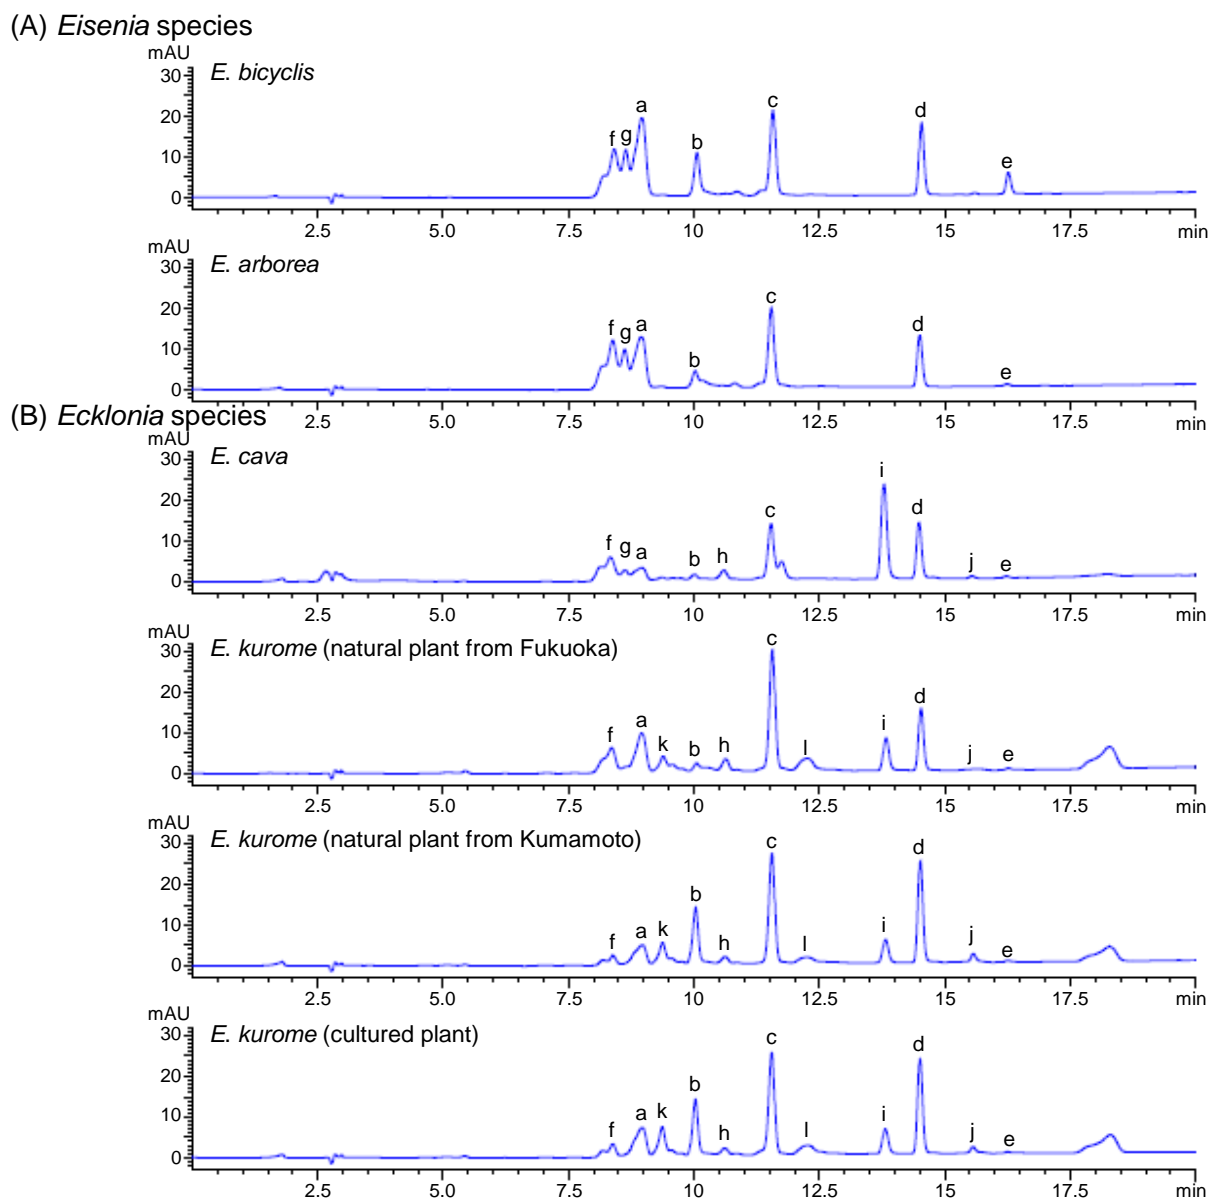 (A) Eisenia species
mAU
E. bicyclis
30
20
10
0
f g a b c d e
2.5 5.0 7.5 10 12.5 15 17.5 min
mAU
E. arborea
30
20
10
0
f g a b c d e
2.5 5.0 7.5 10 12.5 15 17.5 min
(B) Ecklonia species
mAU
E. cava
30
20
10
0
f g a b h c i d j e
2.5 5.0 7.5 10 12.5 15 17.5 min
mAU
E. kurome (natural plant from Fukuoka)
30
20
10
0
f a k b h c l i d j e
2.5 5.0 7.5 10 12.5 15 17.5 min
mAU
E. kurome (natural plant from Kumamoto)
30
20
10
0
f a k b h c l i d j e
2.5 5.0 7.5 10 12.5 15 17.5 min
mAU
E. kurome (cultured plant)
30
20
10
0
f a k b h c l i d j e
2.5 5.0 7.5 10 12.5 15 17.5 min